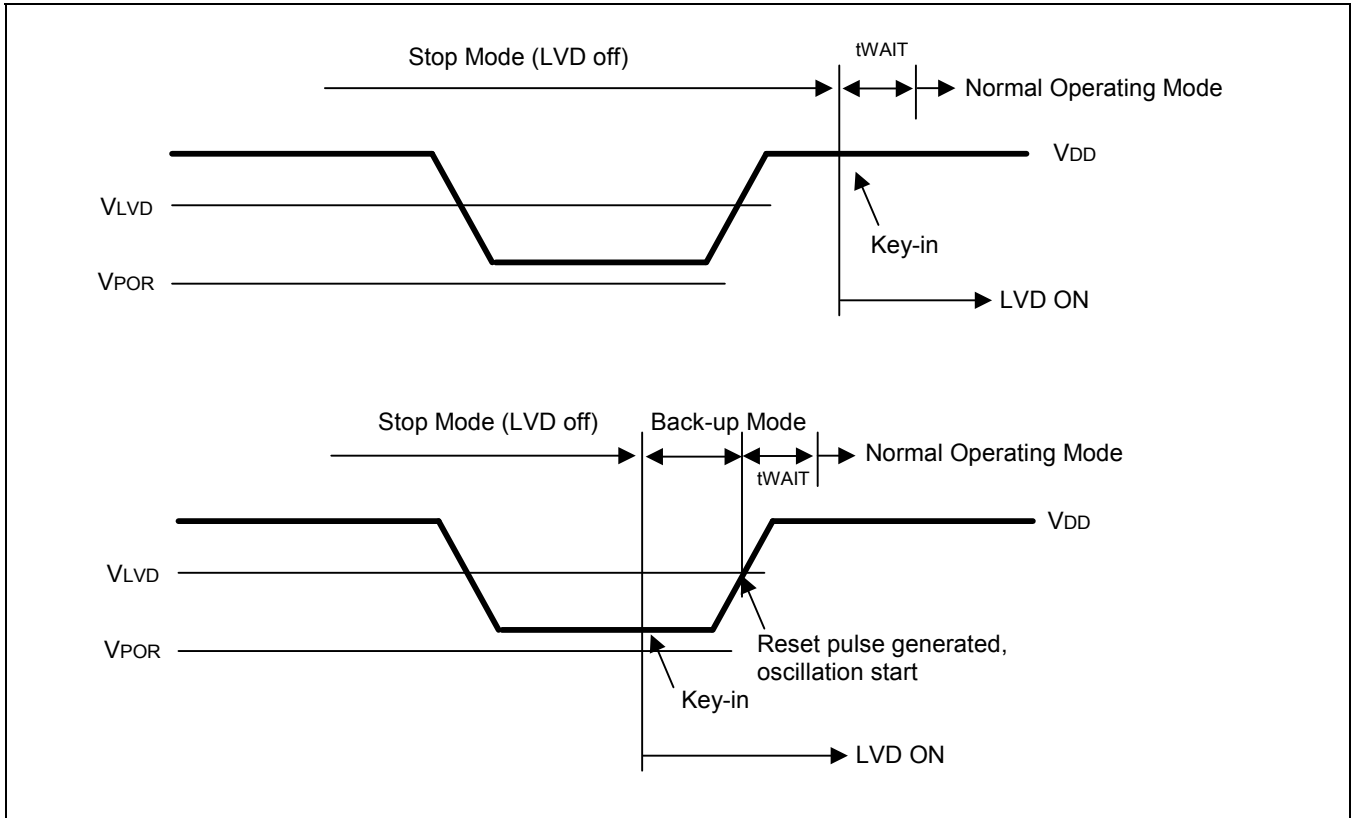 Stop Mode (LVD off)
tWAIT
Normal Operating Mode
VDD
VLVD
Key-in
VPOR
LVD ON
Stop Mode (LVD off)
Back-up Mode
Normal Operating Mode
tWAIT
VDD
VLVD
VPOR
Reset pulse generated,
oscillation start
Key-in
LVD ON